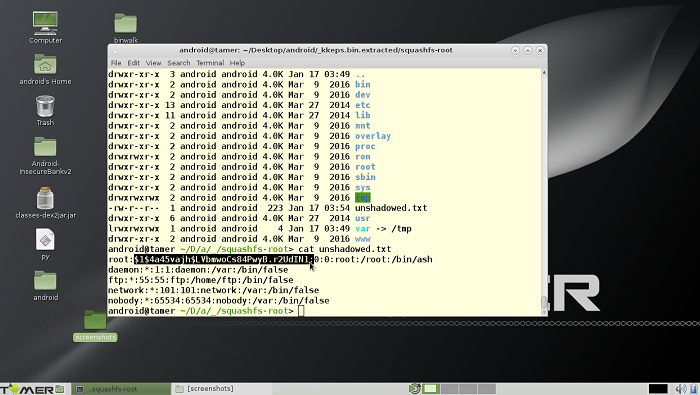 Computer
binwalk
android's Home
Trash
Android-
InsecureBankv2
classes-dex2jar.jar
py
android
screenshots
android@tamer: ~/Desktop/android/_kkeps.bin.extracted/squashfs-root
File Edit View Search Terminal Help
drwxr-xr-x 3 android android 4.0K Jan 17 03:49 ..
drwxr-xr-x 2 android android 4.0K Mar 9 2016 bin
drwxr-xr-x 2 android android 4.0K Mar 9 2016 dev
drwxr-xr-x 13 android android 4.0K Mar 27 2014 etc
drwxr-xr-x 11 android android 4.0K Mar 27 2014 lib
drwxr-xr-x 2 android android 4.0K Mar 9 2016 mnt
drwxr-xr-x 2 android android 4.0K Mar 9 2016 overlay
drwxr-xr-x 2 android android 4.0K Mar 9 2016 proc
drwxrwxr-x 2 android android 4.0K Mar 9 2016 rom
drwxr-xr-x 2 android android 4.0K Mar 9 2016 root
drwxr-xr-x 2 android android 4.0K Mar 9 2016 sbin
drwxr-xr-x 2 android android 4.0K Mar 9 2016 sys
drwxrwxrwx 2 android android 4.0K Mar 9 2016 tmp
-rw-r--r-- 1 android android 223 Jan 17 03:54 unshadowed.txt
drwxr-xr-x 6 android android 4.0K Mar 27 2014 usr
lrwxrwxrwx 1 android android 4 Jan 17 03:49 var -> /tmp
drwxr-xr-x 2 android android 4.0K Mar 9 2016 www
android@tamer ~/D/a/_/squashfs-root> cat unshadowed.txt
root:$1$4a45vajh$LVbmwoCs84PwyB.r2UdIN1:0:0:root:/root:/bin/ash
daemon:*:1:1:daemon:/var:/bin/false
ftp:*:55:55:ftp:/home/ftp:/bin/false
network:*:101:101:network:/var:/bin/false
nobody:*:65534:65534:nobody:/var:/bin/false
android@tamer ~/D/a/_/squashfs-root>
ER
TAMER
..squashfs-root
[screenshots]